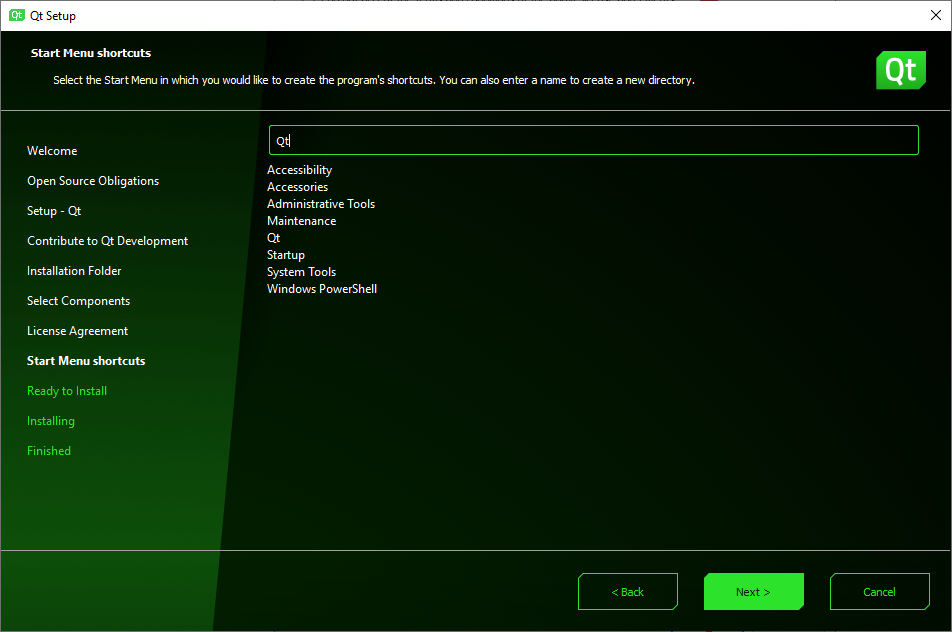 Qt Qt Setup
Start Menu shortcuts
Select the Start Menu in which you would like to create the program's shortcuts. You can also enter a name to create a new directory.
Qt
Welcome
Open Source Obligations
Setup - Qt
Contribute to Qt Development
Installation Folder
Select Components
License Agreement
Start Menu shortcuts
Ready to Install
Installing
Finished
Qt
Accessibility
Accessories
Administrative Tools
Maintenance
Qt
Startup
System Tools
Windows PowerShell
< Back
Next >
Cancel